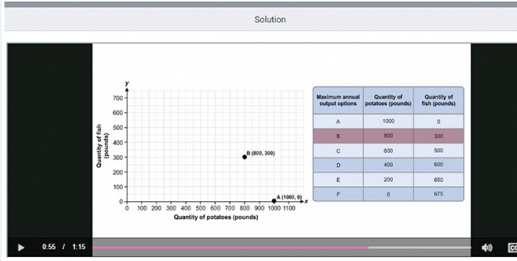 Solution
y
700
600
500
400
300
200
100
0
Quantity of fish
(pounds)
B (800, 300)
A (1000, 0)
x
0 100 200 300 400 500 600 700 800 900 1000 1100
Quantity of potatoes (pounds)
Maximum annual output options Quantity of potatoes (pounds) Quantity of fish (pounds)
A 1000 0
B 800 300
C 600 500
D 400 600
E 200 650
F 0 675
0:55 / 1:15